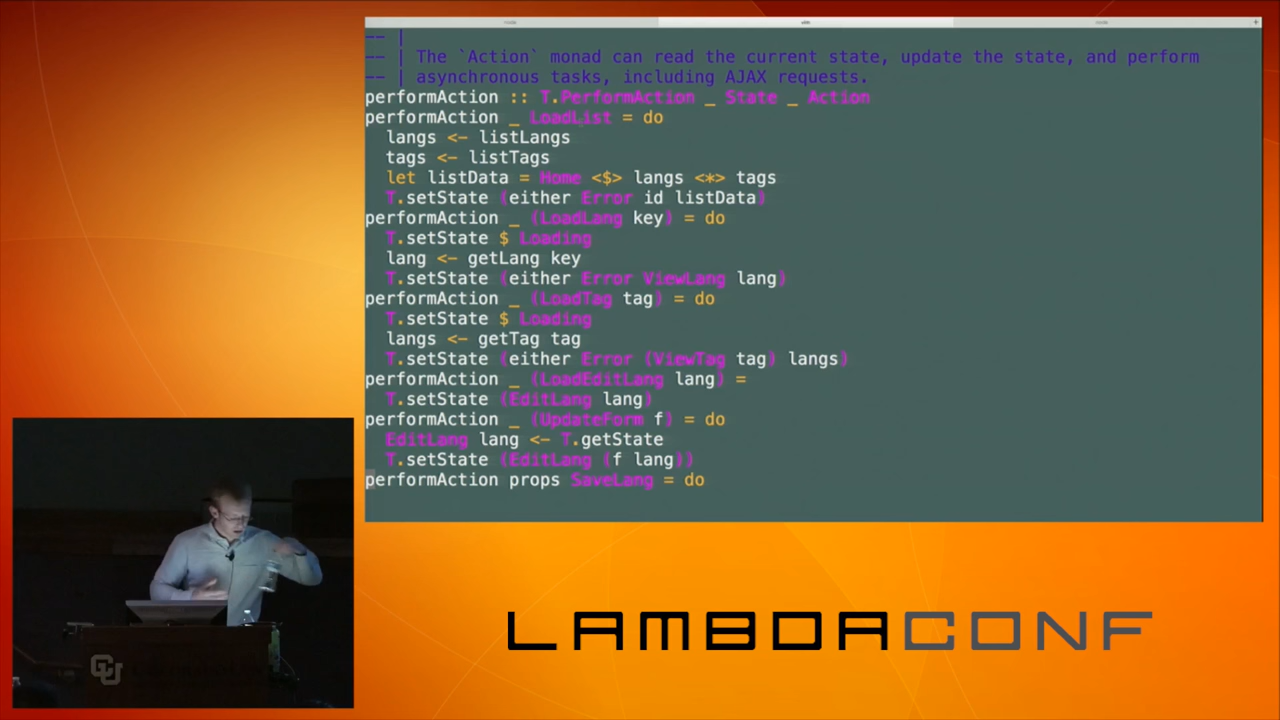 -- |
-- | The `Action` monad can read the current state, update the state, and perform
-- | asynchronous tasks, including AJAX requests.
performAction :: T.PerformAction _ State _ Action
performAction _ LoadList = do
  langs <- listLangs
  tags <- listTags
  let listData = Home <$> langs <*> tags
  T.setState (either Error id listData)
performAction _ (LoadLang key) = do
  T.setState $ Loading
  lang <- getLang key
  T.setState (either Error ViewLang lang)
performAction _ (LoadTag tag) = do
  T.setState $ Loading
  langs <- getTag tag
  T.setState (either Error (ViewTag tag) langs)
performAction _ (LoadEditLang lang) =
  T.setState (EditLang lang)
performAction _ (UpdateForm f) = do
  EditLang lang <- T.getState
  T.setState (EditLang (f lang))
performAction props SaveLang = do
LAMBDACONF
CU